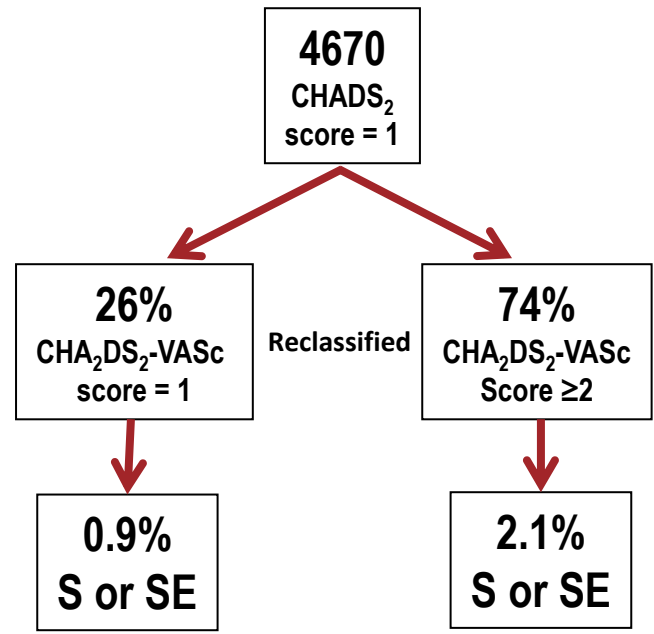 4670
CHADS₂
score = 1
26%
CHA₂DS₂-VASc
score = 1
Reclassified
74%
CHA₂DS₂-VASc
Score ≥2
0.9%
S or SE
2.1%
S or SE